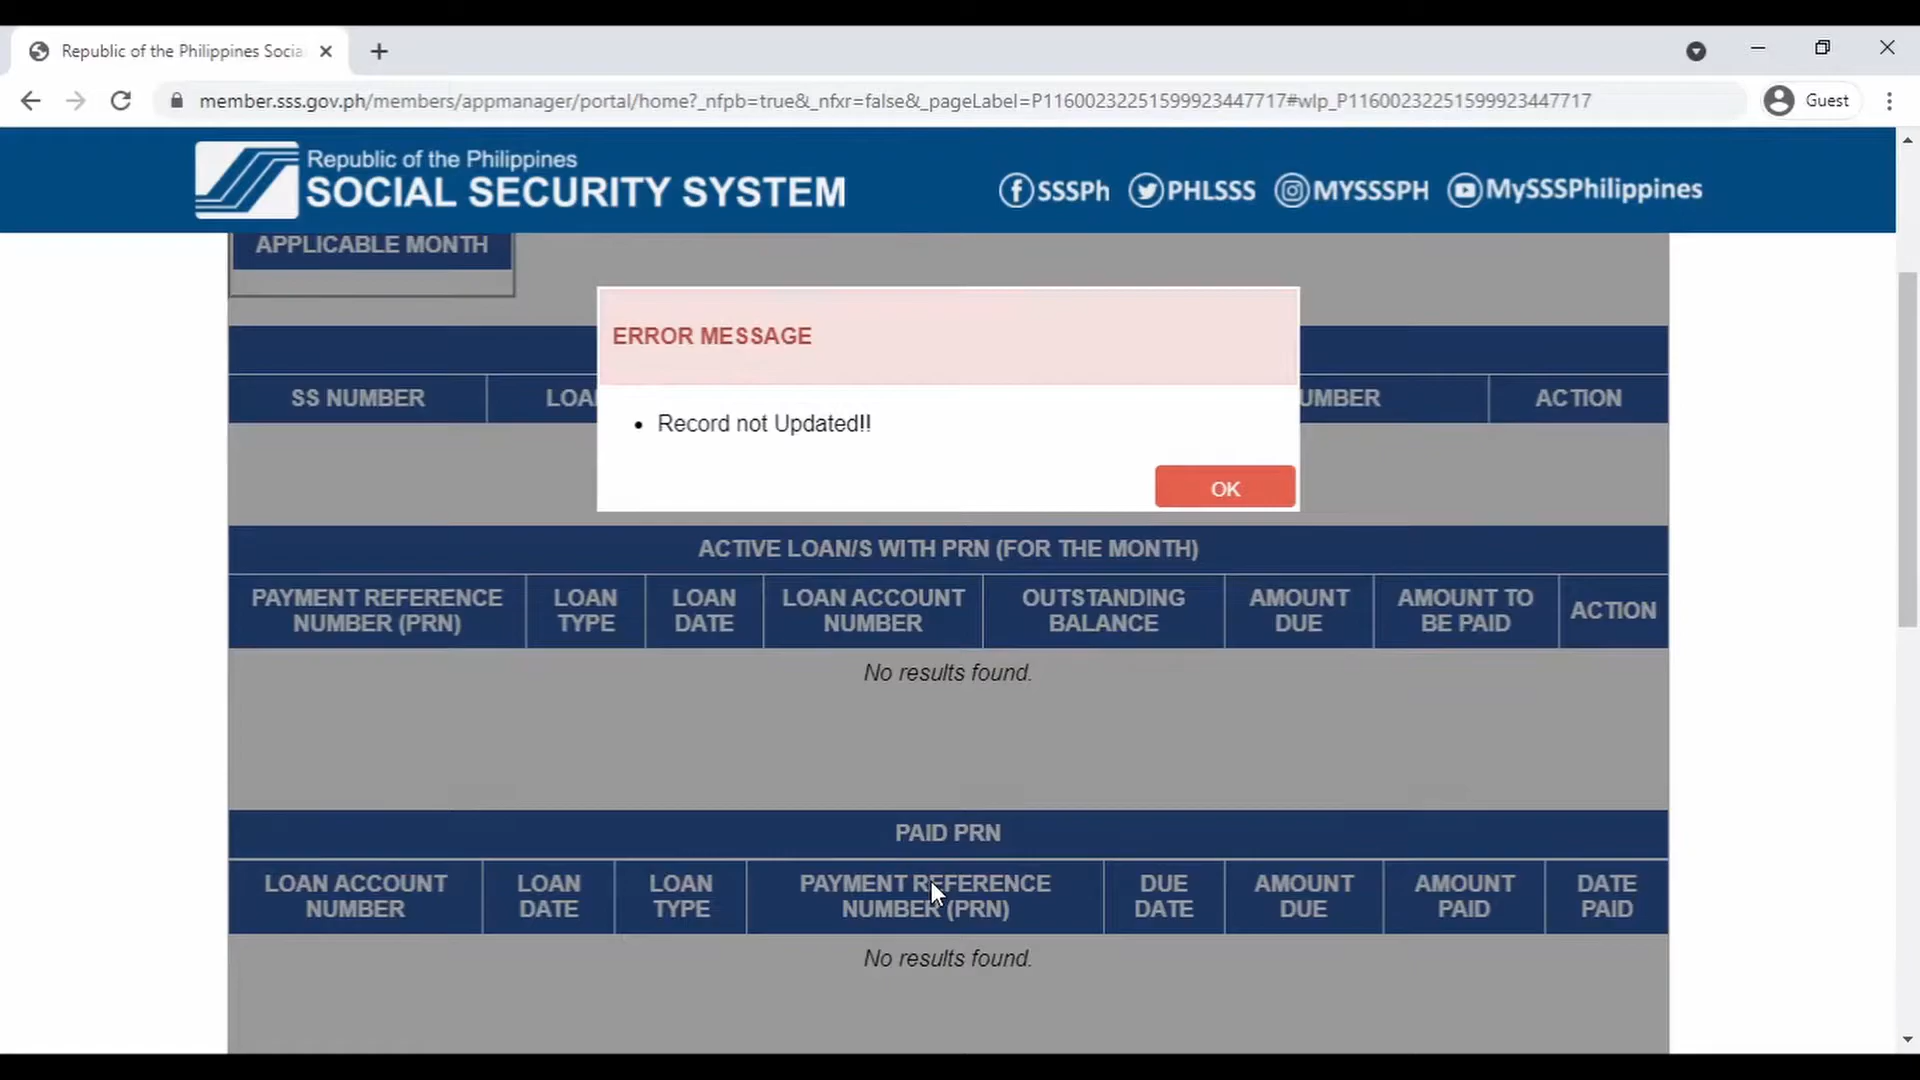 Republic of the Philippines Socia
member.sss.gov.ph/members/appmanager/portal/home?_nfpb=true&_nfxr=false&_pageLabel=P1160023225159992344​7717#wlp_P11600232251599923447717
Guest
Republic of the Philippines
SOCIAL SECURITY SYSTEM
SSSPh
PHLSSS
MYSSSPH
MySSSPhilippines
APPLICABLE MONTH
ERROR MESSAGE
Record not Updated!!
OK
SS NUMBER
LOA
UMBER
ACTION
ACTIVE LOAN/S WITH PRN (FOR THE MONTH)
PAYMENT REFERENCE NUMBER (PRN)
LOAN TYPE
LOAN DATE
LOAN ACCOUNT NUMBER
OUTSTANDING BALANCE
AMOUNT DUE
AMOUNT TO BE PAID
ACTION
No results found.
PAID PRN
LOAN ACCOUNT NUMBER
LOAN DATE
LOAN TYPE
PAYMENT REFERENCE NUMBER (PRN)
DUE DATE
AMOUNT DUE
AMOUNT PAID
DATE PAID
No results found.